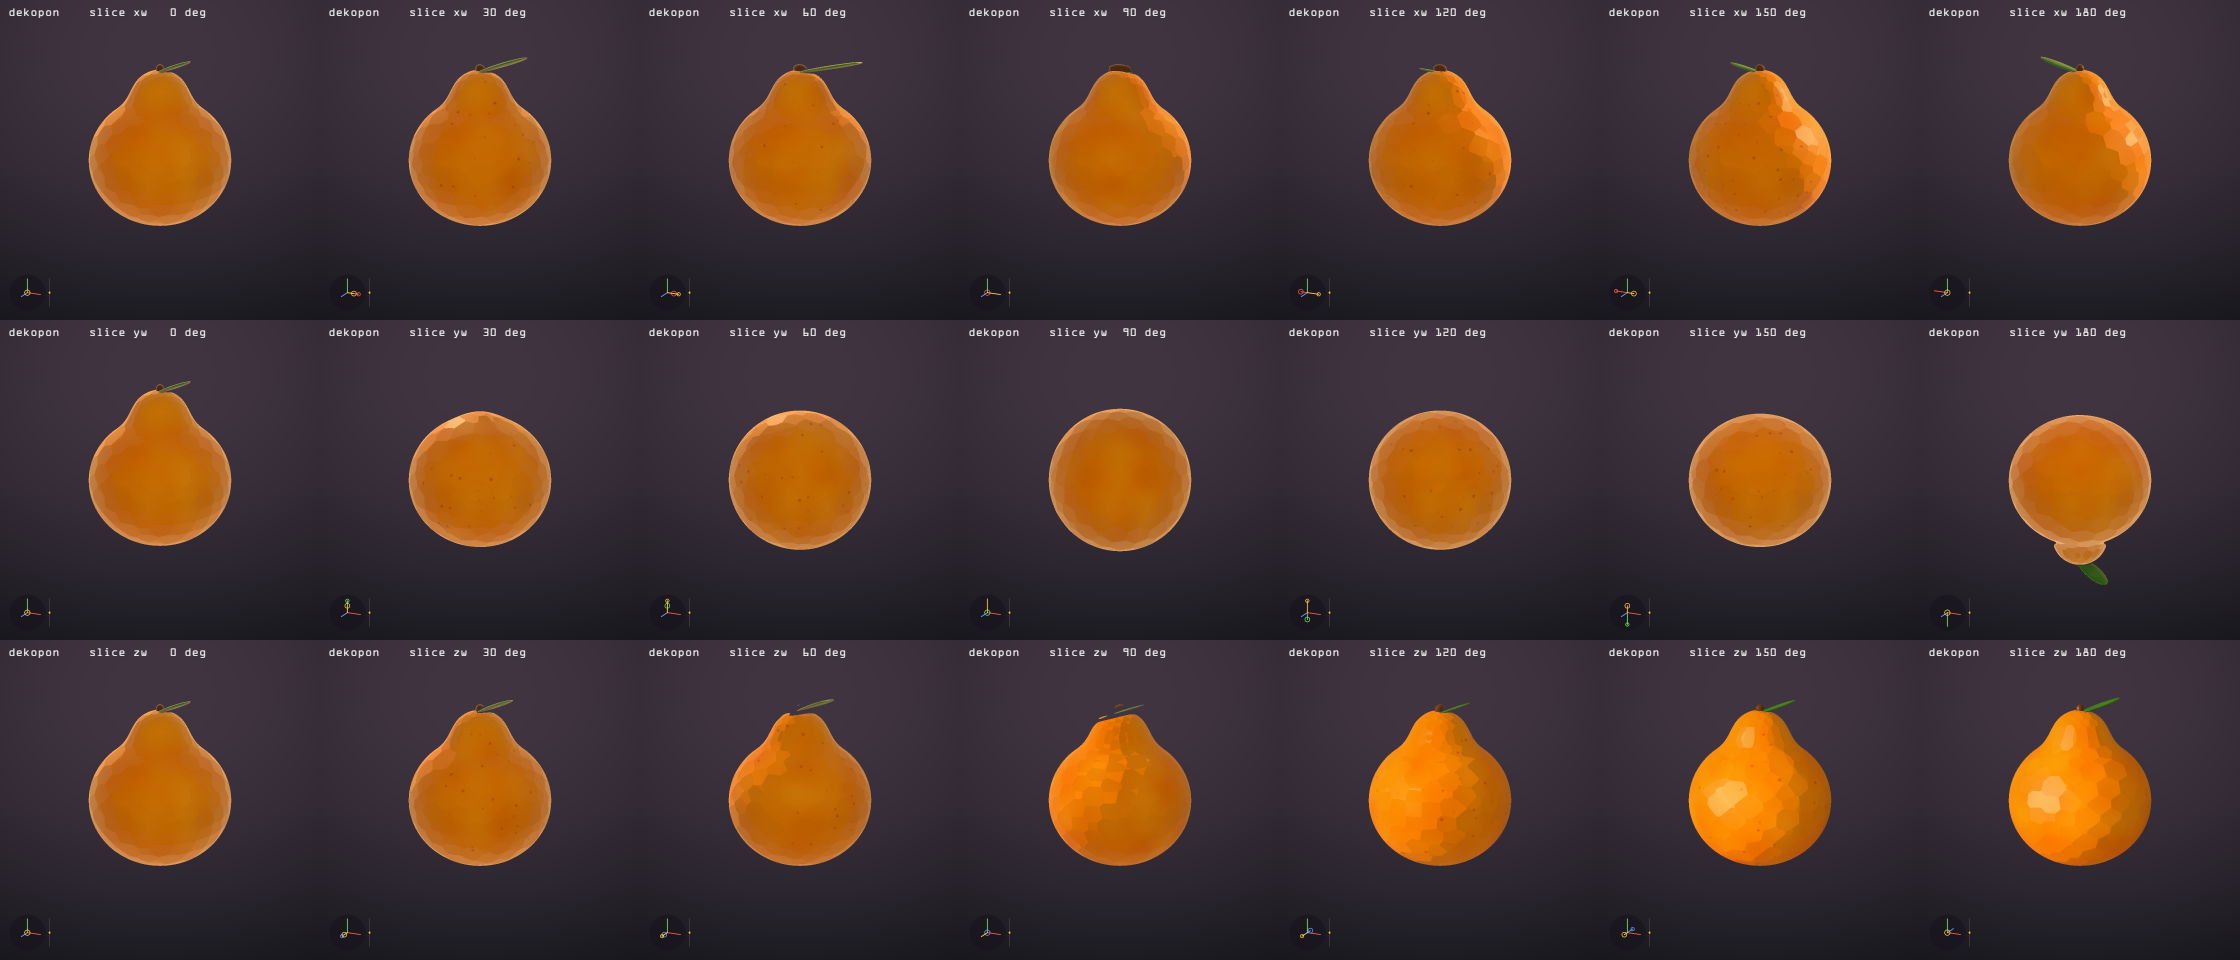 dekopon slice xw 0 deg
dekopon slice xw 30 deg
dekopon slice xw 60 deg
dekopon slice xw 90 deg
dekopon slice xw 120 deg
dekopon slice xw 150 deg
dekopon slice xw 180 deg
dekopon slice yw 0 deg
dekopon slice yw 30 deg
dekopon slice yw 60 deg
dekopon slice yw 90 deg
dekopon slice yw 120 deg
dekopon slice yw 150 deg
dekopon slice yw 180 deg
dekopon slice zw 0 deg
dekopon slice zw 30 deg
dekopon slice zw 60 deg
dekopon slice zw 90 deg
dekopon slice zw 120 deg
dekopon slice zw 150 deg
dekopon slice zw 180 deg